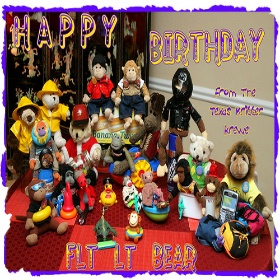 HAPPY
BIRTHDAY
From The
Texas Kritter
Krewe
FLT LT BEAR